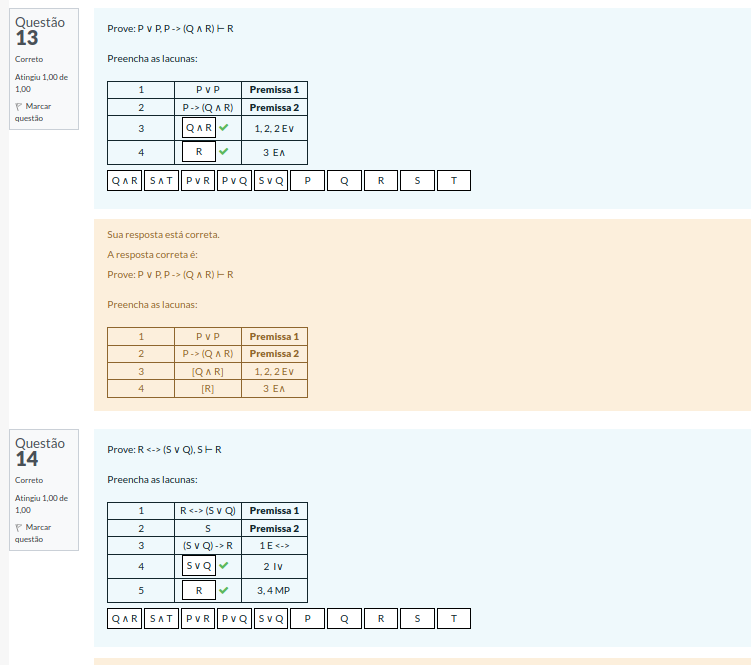 Questão
13
Correto
Atingiu 1,00 de
1,00
Marcar
questão
Prove: P ∨ P, P -> (Q ∧ R) ⊢ R
Preencha as lacunas:
1 P ∨ P Premissa 1
2 P -> (Q ∧ R) Premissa 2
3 Q ∧ R 1, 2, 2 E∨
4 R 3 E∧
Q ∧ R S ∧ T P ∨ R P ∨ Q S ∨ Q P Q R S T
Sua resposta está correta.
A resposta correta é:
Prove: P ∨ P, P -> (Q ∧ R) ⊢ R
Preencha as lacunas:
1 P ∨ P Premissa 1
2 P -> (Q ∧ R) Premissa 2
3 [Q ∧ R] 1, 2, 2 E∨
4 [R] 3 E∧
Questão
14
Correto
Atingiu 1,00 de
1,00
Marcar
questão
Prove: R <-> (S ∨ Q), S ⊢ R
Preencha as lacunas:
1 R <-> (S ∨ Q) Premissa 1
2 S Premissa 2
3 (S ∨ Q) -> R 1 E <->
4 S ∨ Q 2 I∨
5 R 3, 4 MP
Q ∧ R S ∧ T P ∨ R P ∨ Q S ∨ Q P Q R S T